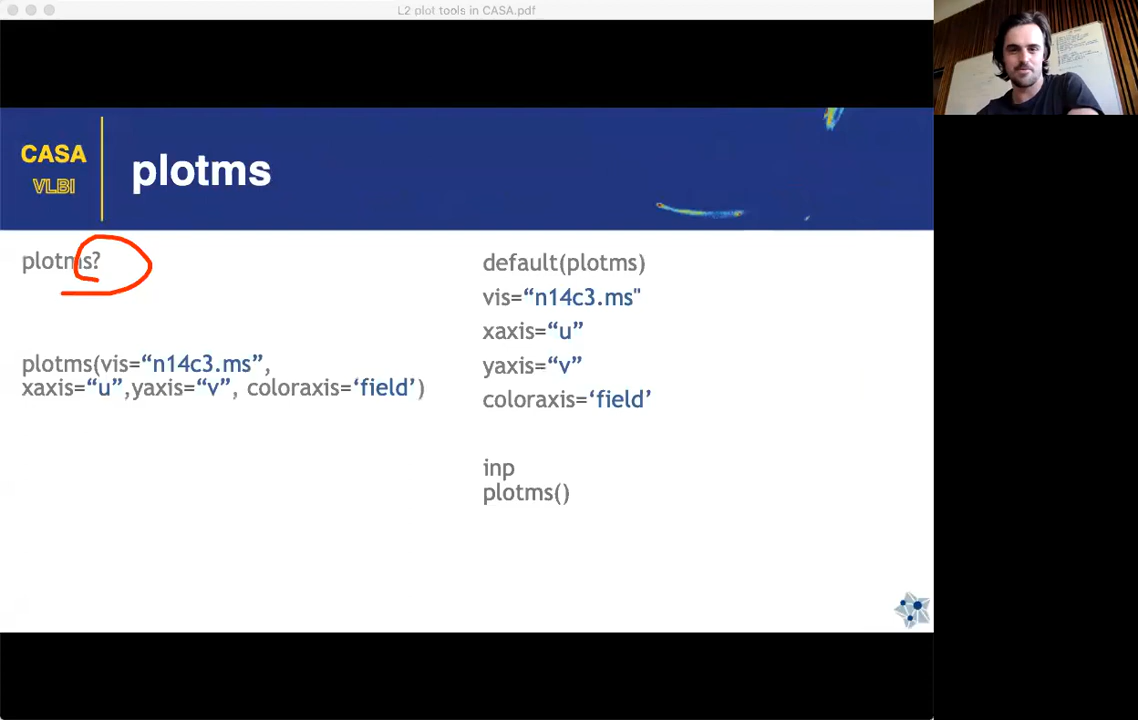 L2 plot tools in CASA.pdf
CASA
VLBI
plotms
plotms?
plotms(vis=“n14c3.ms”,
xaxis=“u”,yaxis=“v”, coloraxis=‘field’)
default(plotms)
vis=“n14c3.ms"
xaxis=“u”
yaxis=“v”
coloraxis=‘field’
inp
plotms()